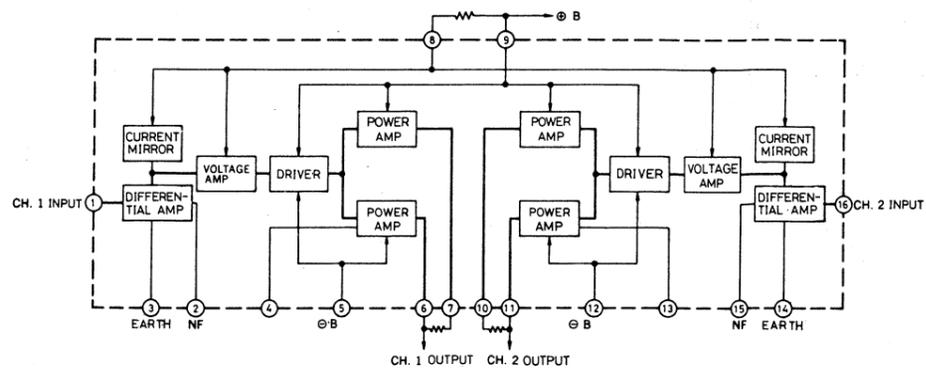 ⊕ B
8
9
POWER
AMP
POWER
AMP
CURRENT
MIRROR
VOLTAGE
AMP
DRIVER
DRIVER
VOLTAGE
AMP
CURRENT
MIRROR
CH. 1 INPUT
1
DIFFEREN-
TIAL AMP
POWER
AMP
POWER
AMP
DIFFEREN-
TIAL AMP
16
CH. 2 INPUT
3
2
4
5
6
7
10
11
12
13
15
14
EARTH
NF
⊖ B
⊖ B
NF
EARTH
CH. 1 OUTPUT
CH. 2 OUTPUT